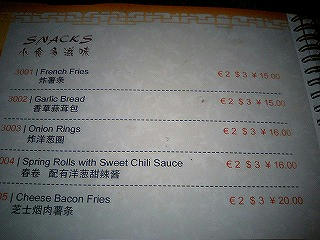 SNACKS
小食多滋味
3001 | French Fries € 2 $ 3 ¥ 15.00
炸薯条
3002 | Garlic Bread € 2 $ 3 ¥ 15.00
香草蒜茸包
3003 | Onion Rings € 2 $ 3 ¥ 16.00
炸洋葱圈
004 | Spring Rolls with Sweet Chili Sauce € 2 $ 3 ¥ 16.00
春卷 配有洋葱甜辣酱
05 | Cheese Bacon Fries € 2 $ 3 ¥ 20.00
芝士烟肉薯条